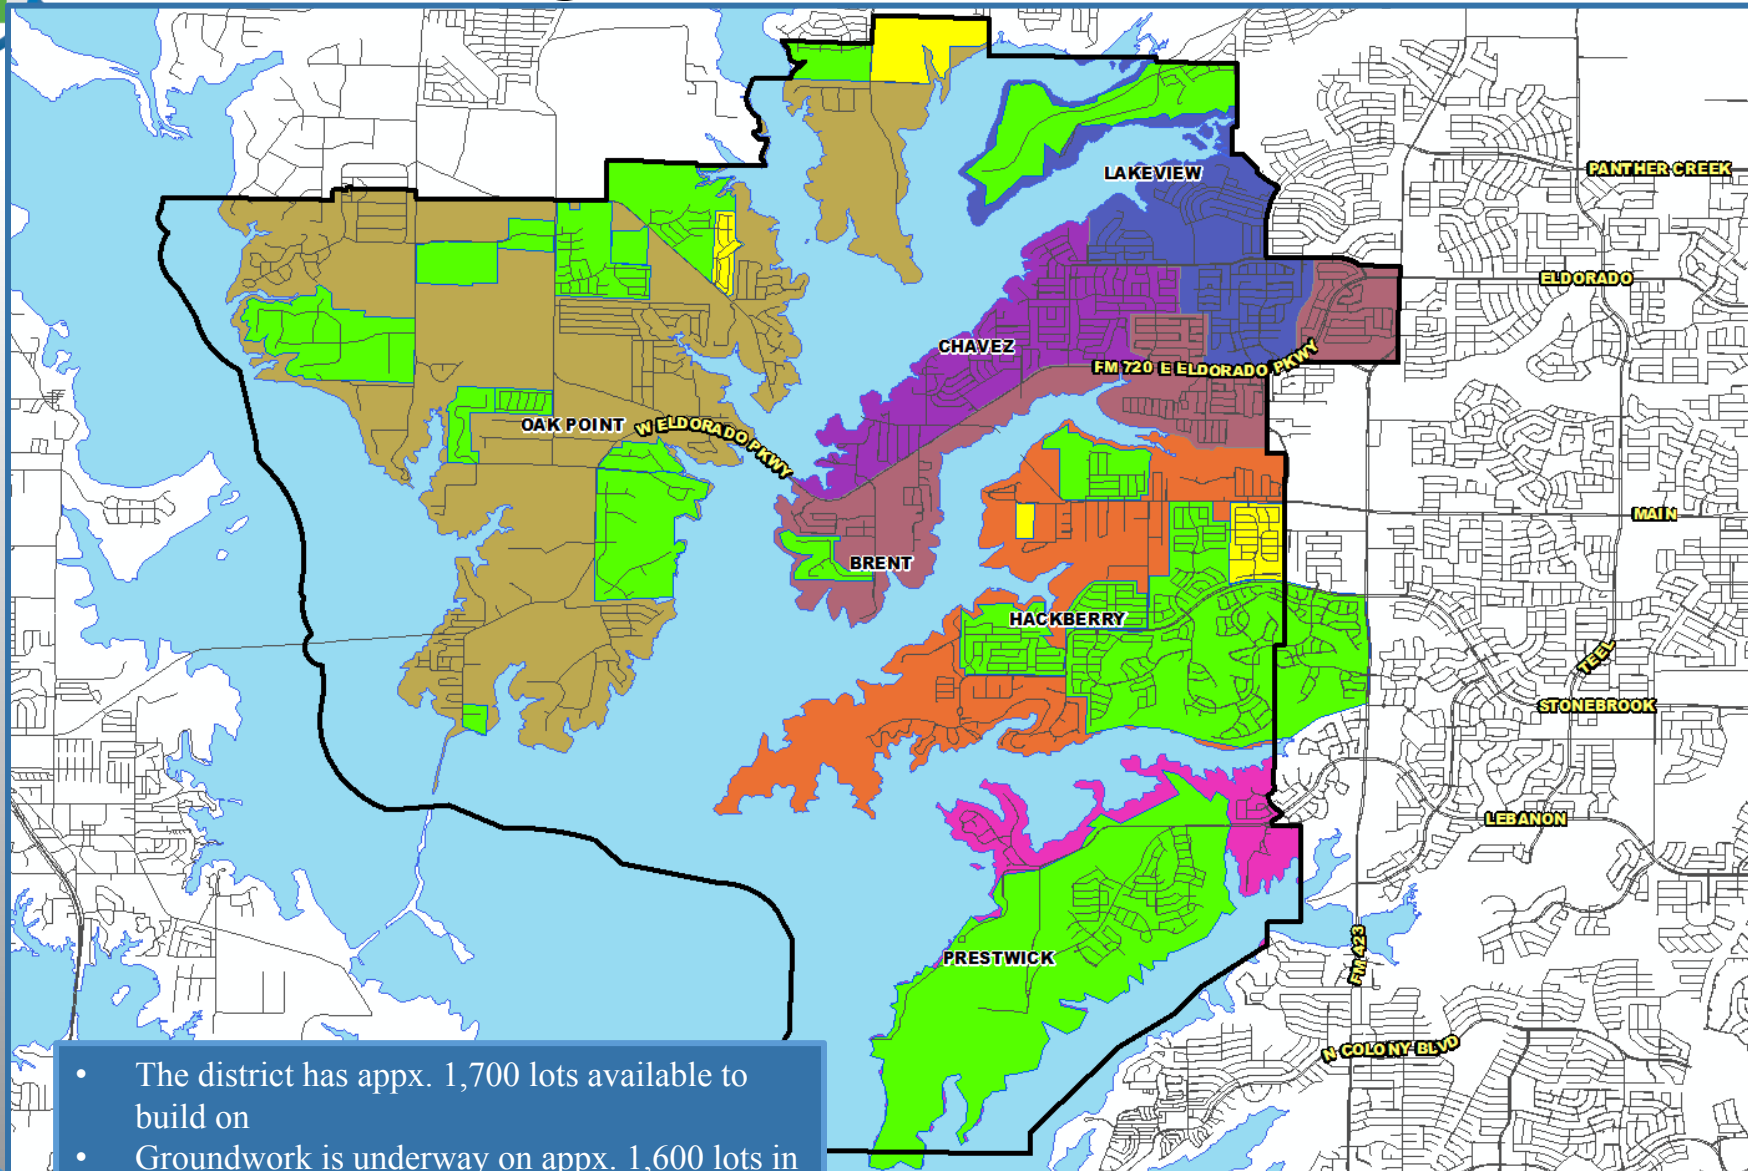 LAKEVIEW
PANTHER CREEK
ELDORADO
CHAVEZ
FM 720 E ELDORADO PKWY
OAK POINT
W ELDORADO PKWY
MAIN
BRENT
HACKBERRY
TEEL
STONEBROOK
LEBANON
PRESTWICK
FM 423
N COLONY BLVD
• The district has appx. 1,700 lots available to
build on
• Groundwork is underway on appx. 1,600 lots in